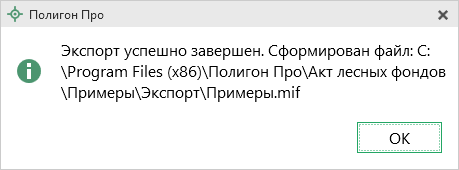 Полигон Про
Экспорт успешно завершен. Сформирован файл: C:
\Program Files (x86)\Полигон Про\Акт лесных фондов
\Примеры\Экспорт\Примеры.mif
ОК